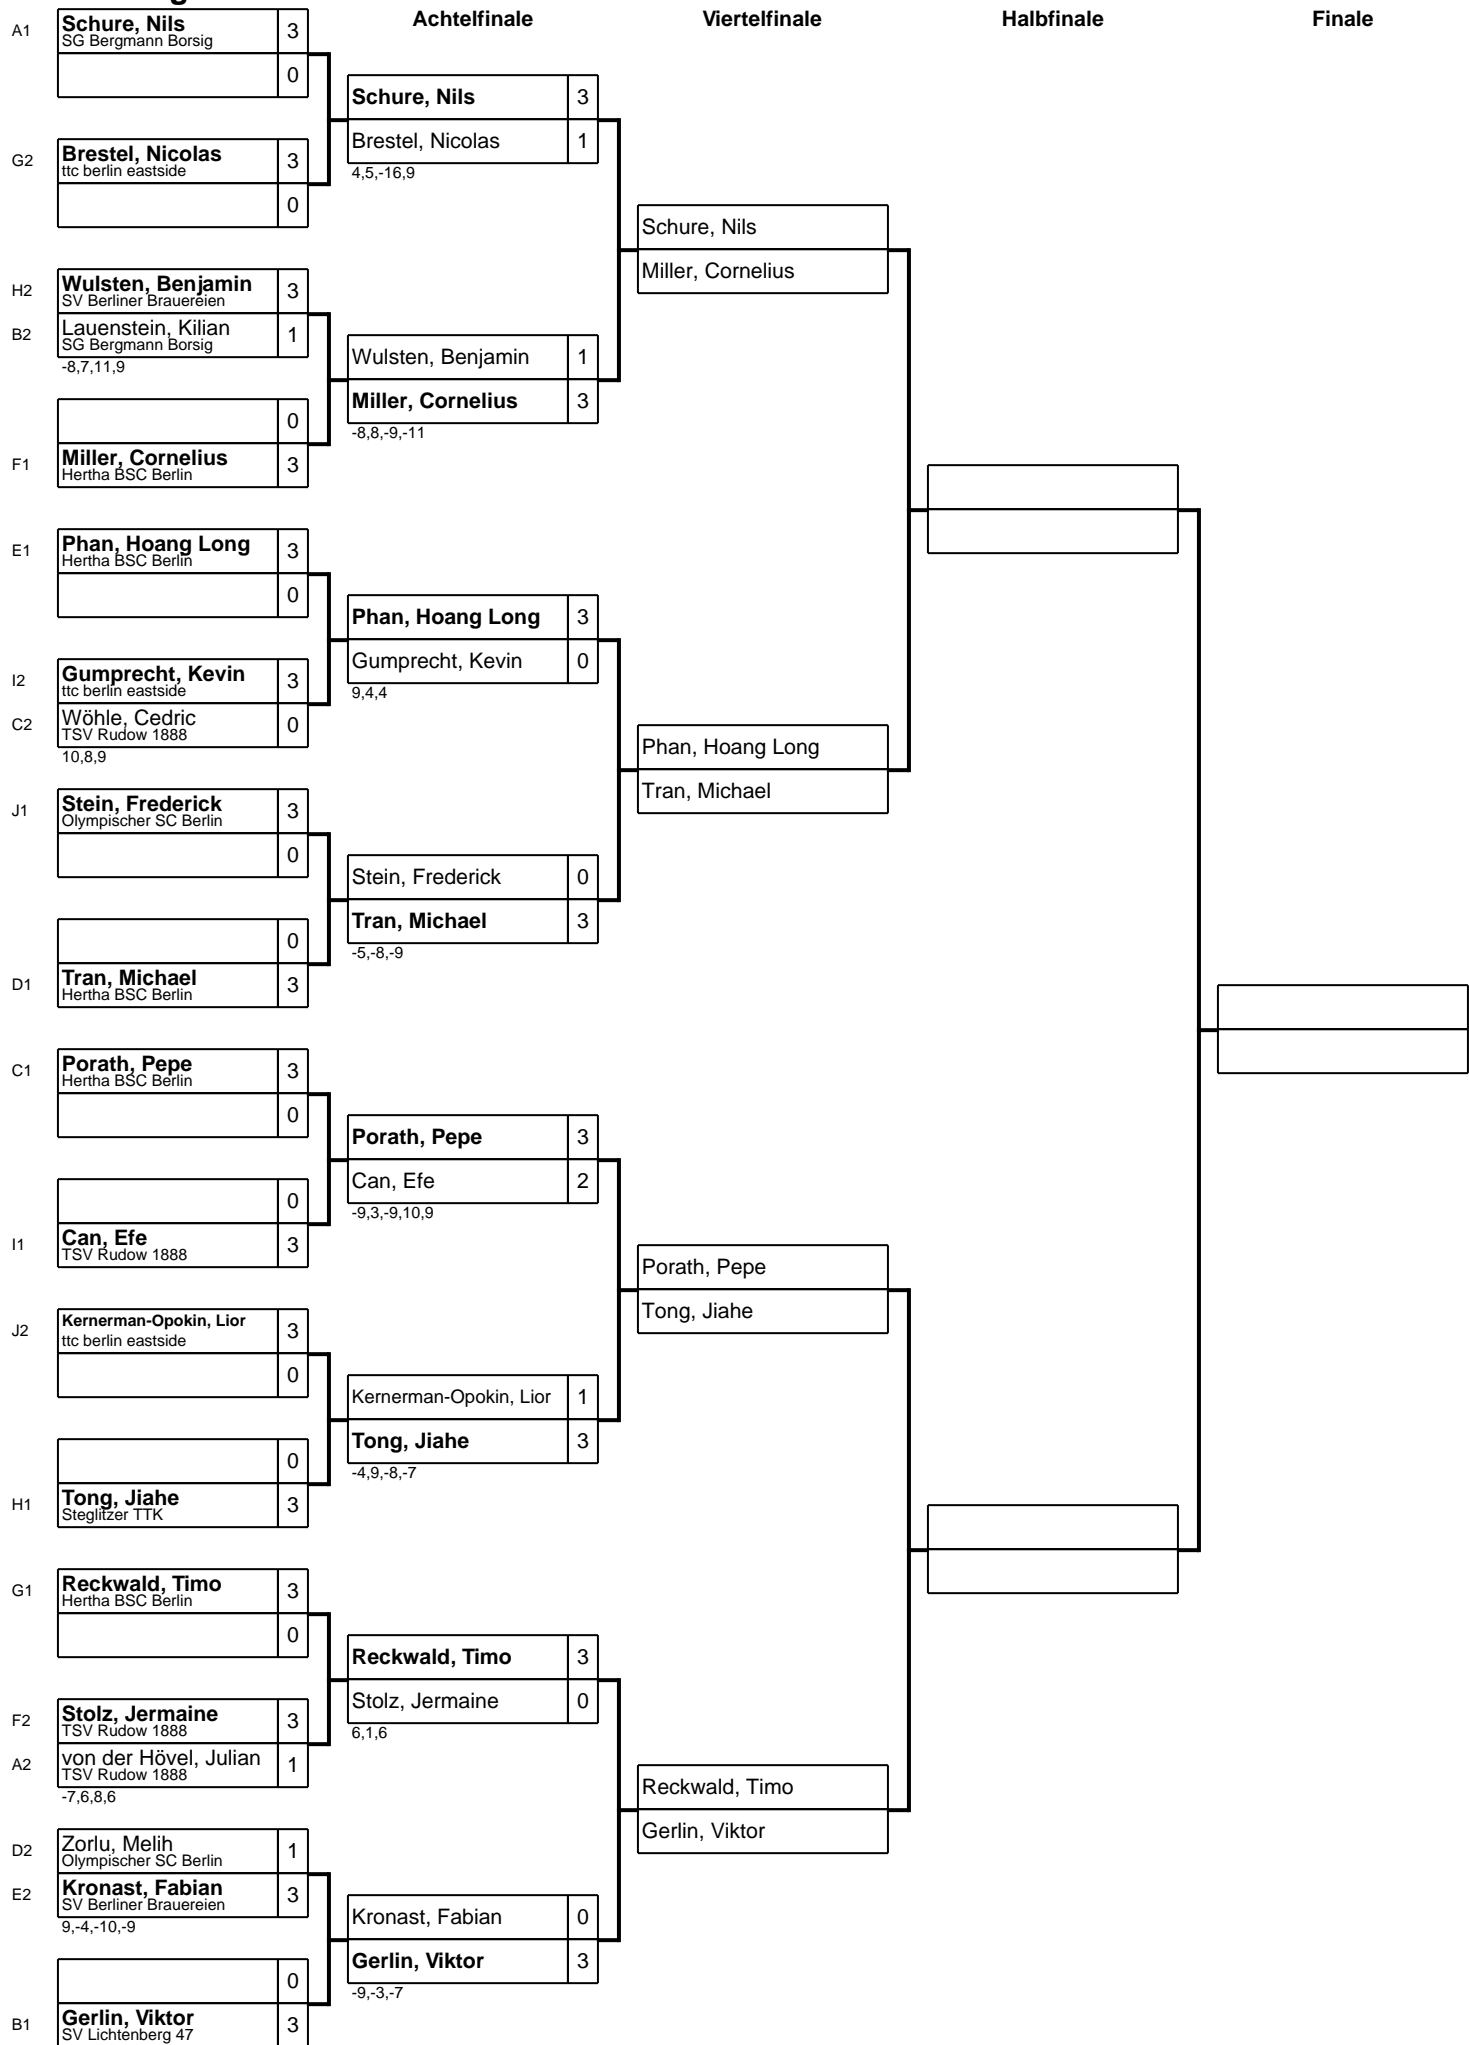 Achtelfinale
Viertelfinale
Halbfinale
Finale
A1
Schure, Nils
SG Bergmann Borsig
3
0
G2
Brestel, Nicolas
ttc berlin eastside
3
0
H2
Wulsten, Benjamin
SV Berliner Brauereien
3
B2
Lauenstein, Kilian
SG Bergmann Borsig
1
-8,7,11,9
0
F1
Miller, Cornelius
Hertha BSC Berlin
3
E1
Phan, Hoang Long
Hertha BSC Berlin
3
0
I2
Gumprecht, Kevin
ttc berlin eastside
3
C2
Wöhle, Cedric
TSV Rudow 1888
0
10,8,9
J1
Stein, Frederick
Olympischer SC Berlin
3
0
0
D1
Tran, Michael
Hertha BSC Berlin
3
C1
Porath, Pepe
Hertha BSC Berlin
3
0
0
I1
Can, Efe
TSV Rudow 1888
3
J2
Kernerman-Opokin, Lior
ttc berlin eastside
3
0
0
H1
Tong, Jiahe
Steglitzer TTK
3
G1
Reckwald, Timo
Hertha BSC Berlin
3
0
F2
Stolz, Jermaine
TSV Rudow 1888
3
A2
von der Hövel, Julian
TSV Rudow 1888
1
-7,6,8,6
D2
Zorlu, Melih
Olympischer SC Berlin
1
E2
Kronast, Fabian
SV Berliner Brauereien
3
9,-4,-10,-9
0
B1
Gerlin, Viktor
SV Lichtenberg 47
3
Schure, Nils 3
Brestel, Nicolas 1
4,5,-16,9
Wulsten, Benjamin 1
Miller, Cornelius 3
-8,8,-9,-11
Phan, Hoang Long 3
Gumprecht, Kevin 0
9,4,4
Stein, Frederick 0
Tran, Michael 3
-5,-8,-9
Porath, Pepe 3
Can, Efe 2
-9,3,-9,10,9
Kernerman-Opokin, Lior 1
Tong, Jiahe 3
-4,9,-8,-7
Reckwald, Timo 3
Stolz, Jermaine 0
6,1,6
Kronast, Fabian 0
Gerlin, Viktor 3
-9,-3,-7
Schure, Nils
Miller, Cornelius
Phan, Hoang Long
Tran, Michael
Porath, Pepe
Tong, Jiahe
Reckwald, Timo
Gerlin, Viktor